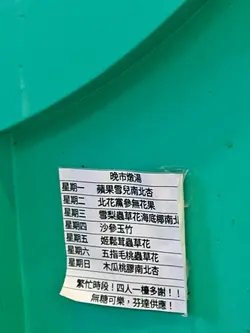 晚市燉湯
星期一 蘋果雪兒南北杏
星期二 北花黨參無花果
星期三 雪梨蟲草花海底椰南北
星期四 沙參玉竹
星期五 姬鬆茸蟲草花
星期六 五指毛桃蟲草花
星期日 木瓜桃膠南北杏
繁忙時段！四人一檯多謝！！
無糖可樂，芬達供應！